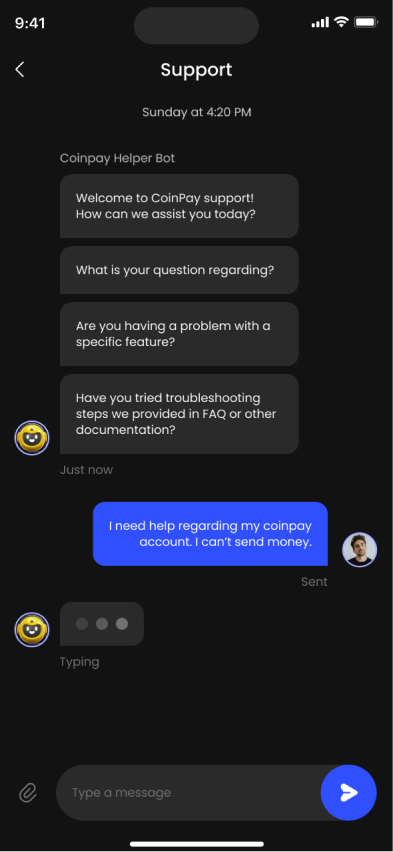 9:41
Support
Sunday at 4:20 PM
Coinpay Helper Bot
Welcome to CoinPay support!
How can we assist you today?
What is your question regarding?
Are you having a problem with a
specific feature?
Have you tried troubleshooting
steps we provided in FAQ or other
documentation?
Just now
I need help regarding my coinpay
account. I can't send money.
Sent
Typing
Type a message